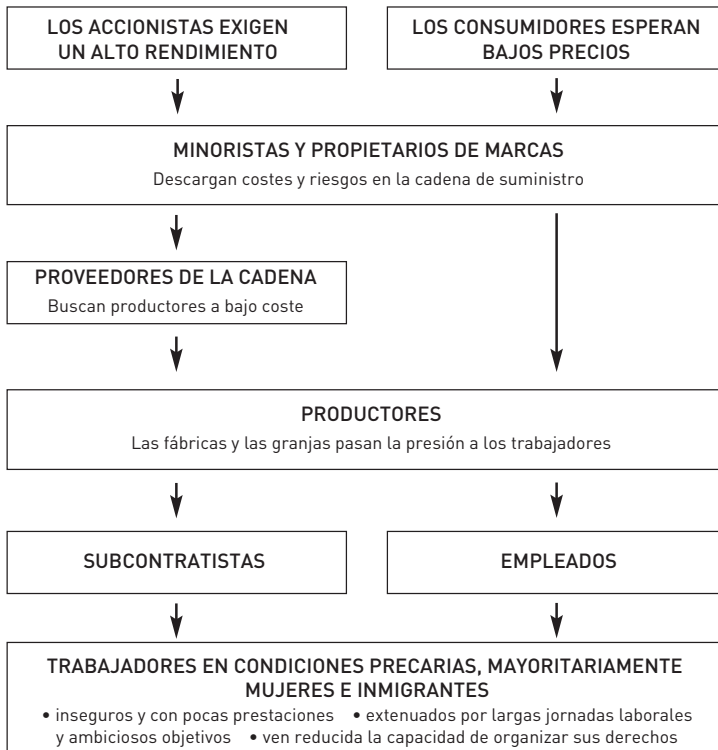 LOS ACCIONISTAS EXIGEN
UN ALTO RENDIMIENTO
LOS CONSUMIDORES ESPERAN
BAJOS PRECIOS
MINORISTAS Y PROPIETARIOS DE MARCAS
Descargan costes y riesgos en la cadena de suministro
PROVEEDORES DE LA CADENA
Buscan productores a bajo coste
PRODUCTORES
Las fábricas y las granjas pasan la presión a los trabajadores
SUBCONTRATISTAS
EMPLEADOS
TRABAJADORES EN CONDICIONES PRECARIAS, MAYORITARIAMENTE
MUJERES E INMIGRANTES
• inseguros y con pocas prestaciones • extenuados por largas jornadas laborales
y ambiciosos objetivos • ven reducida la capacidad de organizar sus derechos